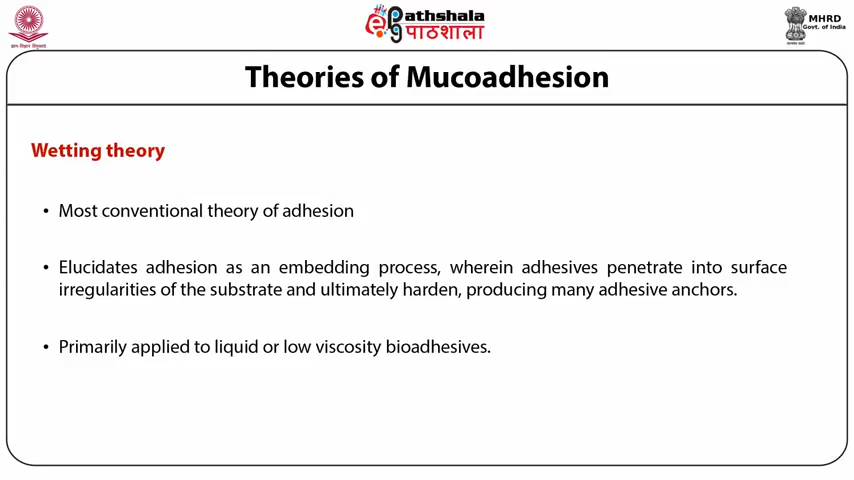 Pathshala
पाठशाला
MHRD
Govt. of India
Theories of Mucoadhesion
Wetting theory
• Most conventional theory of adhesion
• Elucidates adhesion as an embedding process, wherein adhesives penetrate into surface
irregularities of the substrate and ultimately harden, producing many adhesive anchors.
• Primarily applied to liquid or low viscosity bioadhesives.